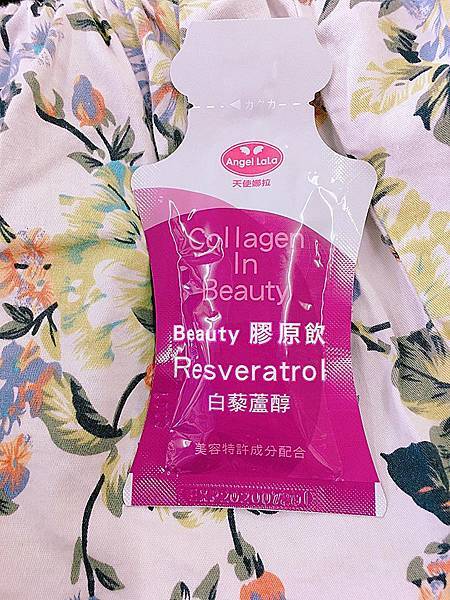 Angel LaLa
天使娜拉
Collagen
In
Beauty
Beauty 膠原飲
Resveratrol
白藜蘆醇
美容特許成分配合